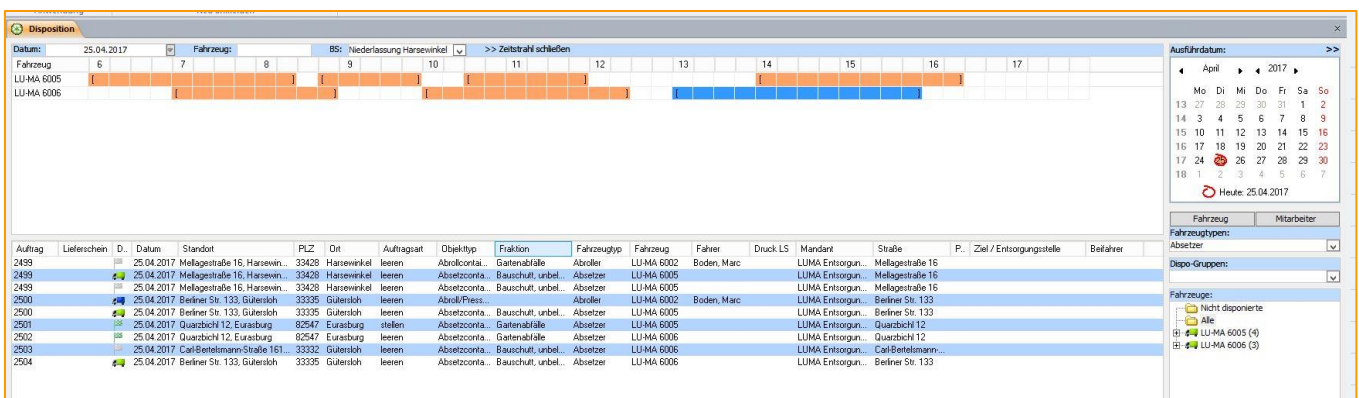 Disposition ×
Datum: 25.04.2017 Fahrzeug: BS: Niederlassung Harsewinkel >> Zeitstrahl schließen
Fahrzeug 6 7 8 9 10 11 12 13 14 15 16 17
LU-MA 6005
LU-MA 6006
Ausführdatum: >>
April 2017
Mo Di Mi Do Fr Sa So
13 27 28 29 30 31 1 2
14 3 4 5 6 7 8 9
15 10 11 12 13 14 15 16
16 17 18 19 20 21 22 23
17 24 26 27 28 29 30
18 1 2 3 4 5 6 7
Heute: 25.04.2017
Fahrzeug Mitarbeiter
Fahrzeugtypen:
Absetzer
Dispo-Gruppen:
Fahrzeuge:
Nicht disponierte
Alle
LU-MA 6005 (4)
LU-MA 6006 (3)
Auftrag Lieferschein D.. Datum Standort PLZ Ort Auftragsart Objekttyp Fraktion Fahrzeugtyp Fahrzeug Fahrer Druck LS Mandant Straße P.. Ziel / Entsorgungsstelle Beifahrer
2499 25.04.2017 Mellagestraße 16, Harsewin... 33428 Harsewinkel leeren Abrollcontai... Gartenabfälle Abroller LU-MA 6002 Boden, Marc LUMA Entsorgun... Mellagestraße 16
2499 25.04.2017 Mellagestraße 16, Harsewin... 33428 Harsewinkel leeren Absetzconta... Bauschutt, unbel... Absetzer LU-MA 6005 LUMA Entsorgun... Mellagestraße 16
2499 25.04.2017 Mellagestraße 16, Harsewin... 33428 Harsewinkel leeren Absetzconta... Bauschutt, unbel... Absetzer LU-MA 6005 LUMA Entsorgun... Mellagestraße 16
2500 25.04.2017 Berliner Str. 133, Gütersloh 33335 Gütersloh leeren Abroll/Press... Abroller LU-MA 6002 Boden, Marc LUMA Entsorgun... Berliner Str. 133
2500 25.04.2017 Berliner Str. 133, Gütersloh 33335 Gütersloh leeren Absetzconta... Bauschutt, unbel... Absetzer LU-MA 6005 LUMA Entsorgun... Berliner Str. 133
2501 25.04.2017 Quarzbichl 12, Eurasburg 82547 Eurasburg stellen Absetzconta... Gartenabfälle Absetzer LU-MA 6005 LUMA Entsorgun... Quarzbichl 12
2502 25.04.2017 Quarzbichl 12, Eurasburg 82547 Eurasburg leeren Absetzconta... Gartenabfälle Absetzer LU-MA 6006 LUMA Entsorgun... Quarzbichl 12
2503 25.04.2017 Carl-Bertelsmann-Straße 161... 33332 Gütersloh leeren Absetzconta... Bauschutt, unbel... Absetzer LU-MA 6006 LUMA Entsorgun... Carl-Bertelsmann-...
2504 25.04.2017 Berliner Str. 133, Gütersloh 33335 Gütersloh leeren Absetzconta... Bauschutt, unbel... Absetzer LU-MA 6006 LUMA Entsorgun... Berliner Str. 133